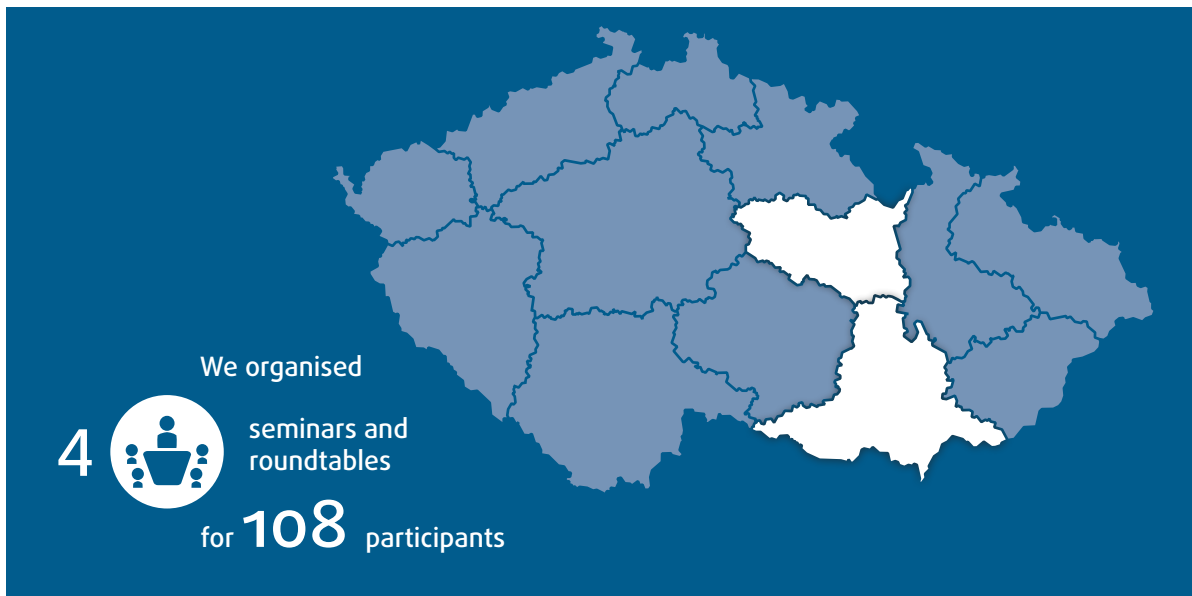 We organised
4 seminars and
roundtables
for 108 participants